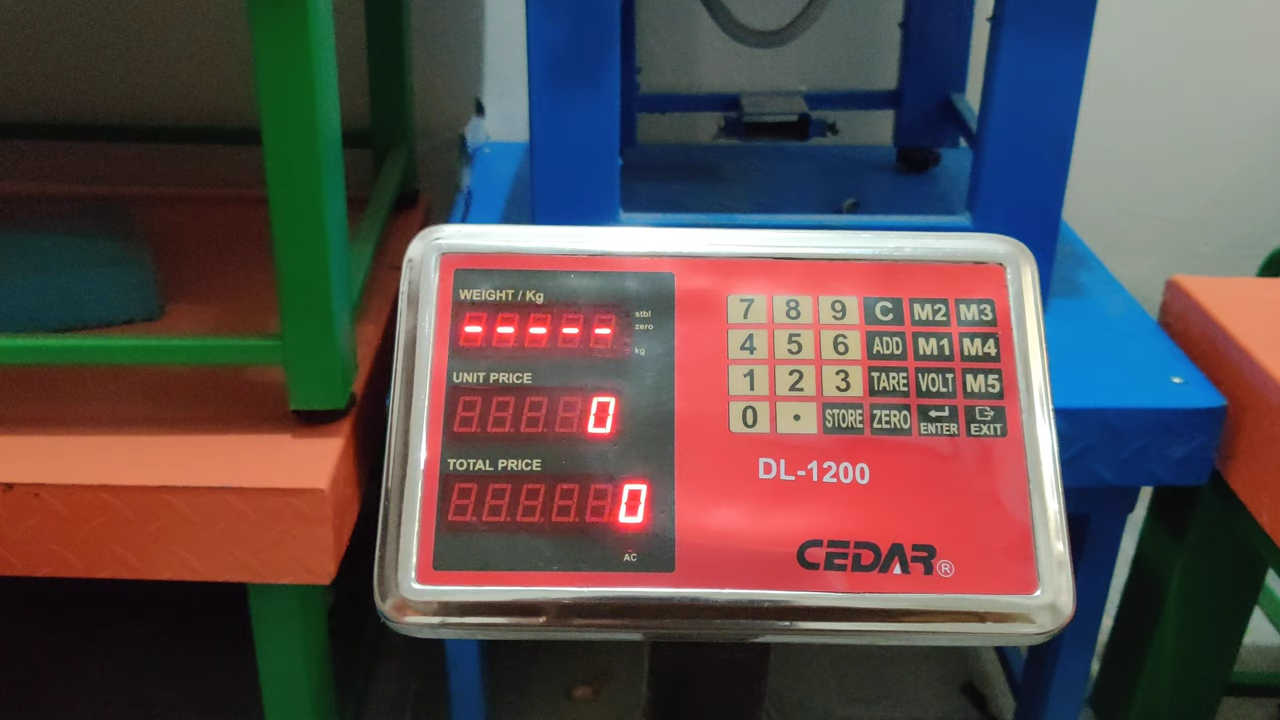 WEIGHT / Kg
-----
stbl
zero
kg
UNIT PRICE
0
TOTAL PRICE
0
AC
7 8 9 C M2 M3
4 5 6 ADD M1 M4
1 2 3 TARE VOLT M5
0 . STORE ZERO ENTER EXIT
DL-1200
CEDAR ®